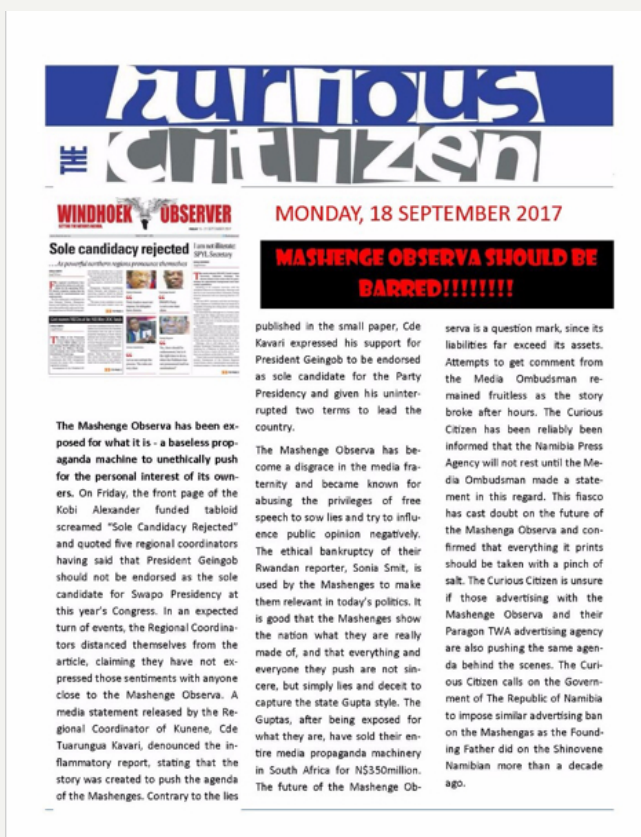 THE
curious
citizen
WINDHOEK OBSERVER
Sole candidacy rejected
...As powerful northern regions pronounce themselves
I am not illiterate:
SPYL Secretary
MONDAY, 18 SEPTEMBER 2017
MASHENGE OBSERVA SHOULD BE
BARRED!!!!!!!!
The Mashenge Observa has been ex-
posed for what it is - a baseless prop-
aganda machine to unethically push
for the personal interest of its own-
ers. On Friday, the front page of the
Kobi Alexander funded tabloid
screamed “Sole Candidacy Rejected”
and quoted five regional coordinators
having said that President Geingob
should not be endorsed as the sole
candidate for Swapo Presidency at
this year’s Congress. In an expected
turn of events, the Regional Coordina-
tors distanced themselves from the
article, claiming they have not ex-
pressed those sentiments with anyone
close to the Mashenge Observa. A
media statement released by the Re-
gional Coordinator of Kunene, Cde
Tuarungua Kavari, denounced the in-
flammatory report, stating that the
story was created to push the agenda
of the Mashenges. Contrary to the lies
published in the small paper, Cde
Kavari expressed his support for
President Geingob to be endorsed
as sole candidate for the Party
Presidency and given his uninter-
rupted two terms to lead the
country.
The Mashenge Observa has be-
come a disgrace in the media fra-
ternity and became known for
abusing the privileges of free
speech to sow lies and try to influ-
ence public opinion negatively.
The ethical bankruptcy of their
Rwandan reporter, Sonia Smit, is
used by the Mashenges to make
them relevant in today’s politics. It
is good that the Mashenges show
the nation what they are really
made of, and that everything and
everyone they push are not sin-
cere, but simply lies and deceit to
capture the state Gupta style. The
Guptas, after being exposed for
what they are, have sold their en-
tire media propaganda machinery
in South Africa for N$350million.
The future of the Mashenge Ob-
serva is a question mark, since its
liabilities far exceed its assets.
Attempts to get comment from
the Media Ombudsman re-
mained fruitless as the story
broke after hours. The Curious
Citizen has been reliably been
informed that the Namibia Press
Agency will not rest until the Me-
dia Ombudsman made a state-
ment in this regard. This fiasco
has cast doubt on the future of
the Mashenga Observa and con-
firmed that everything it prints
should be taken with a pinch of
salt. The Curious Citizen is unsure
if those advertising with the
Mashenge Observa and their
Paragon TWA advertising agency
are also pushing the same agen-
da behind the scenes. The Curi-
ous Citizen calls on the Govern-
ment of The Republic of Namibia
to impose similar advertising ban
on the Mashengas as the Found-
ing Father did on the Shinovene
Namibian more than a decade
ago.